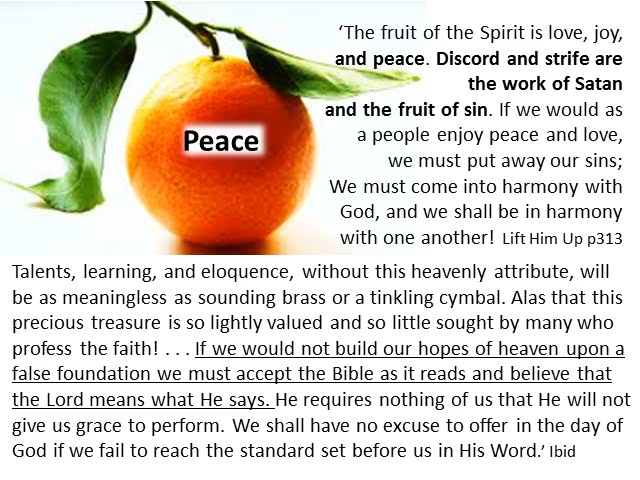 Peace
‘The fruit of the Spirit is love, joy,
and peace. Discord and strife are
the work of Satan
and the fruit of sin. If we would as
a people enjoy peace and love,
we must put away our sins;
We must come into harmony with
God, and we shall be in harmony
with one another! Lift Him Up p313
Talents, learning, and eloquence, without this heavenly attribute, will
be as meaningless as sounding brass or a tinkling cymbal. Alas that this
precious treasure is so lightly valued and so little sought by many who
profess the faith! . . . If we would not build our hopes of heaven upon a
false foundation we must accept the Bible as it reads and believe that
the Lord means what He says. He requires nothing of us that He will not
give us grace to perform. We shall have no excuse to offer in the day of
God if we fail to reach the standard set before us in His Word.’ Ibid